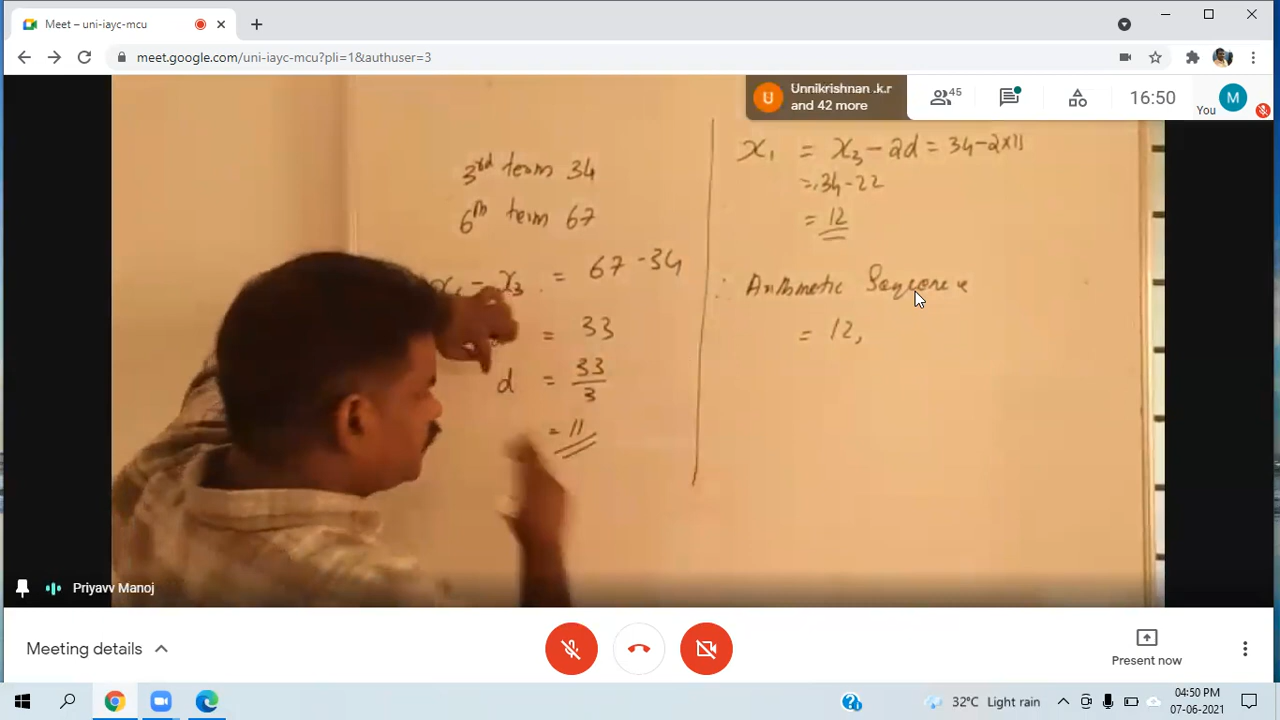 Meet – uni-iayc-mcu
meet.google.com/uni-iayc-mcu?pli=1&authuser=3
U
Unnikrishnan .k.r
and 42 more
45
16:50
You
M
3rd term 34
6th term 67
- x₃ = 67 - 34
= 33
d = 33/3
= 11
x₁ = x₃ - 2d = 34 - 2×11
= 34 - 22
= 12
∴ Arithmetic
= 12,
Priyavv Manoj
Meeting details
Present now
32°C Light rain
04:50 PM
07-06-2021